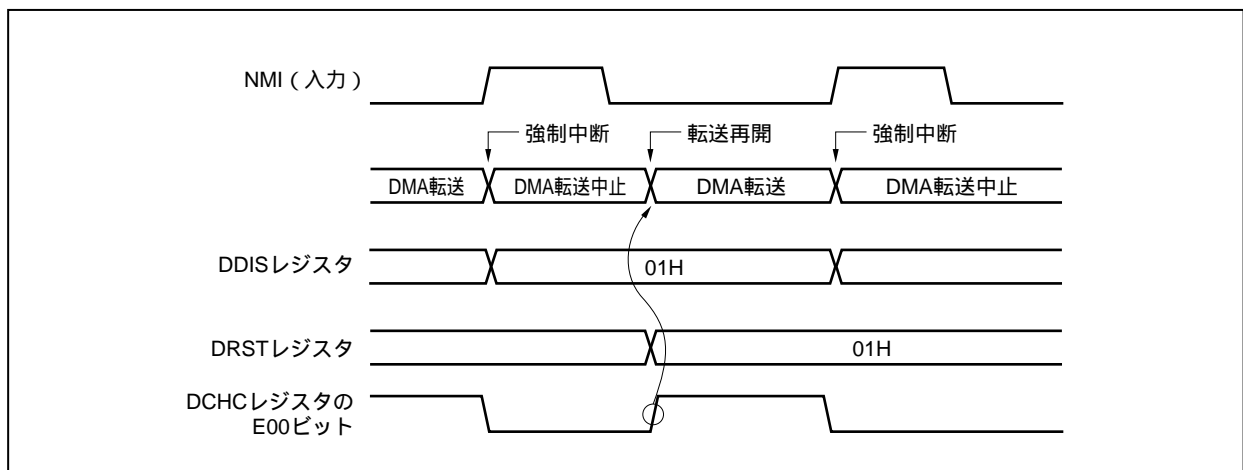 NMI（入力）
強制中断
転送再開
強制中断
DMA転送
DMA転送中止
DMA転送
DMA転送中止
DDISレジスタ
01H
DRSTレジスタ
01H
DCHCレジスタの
E00ビット